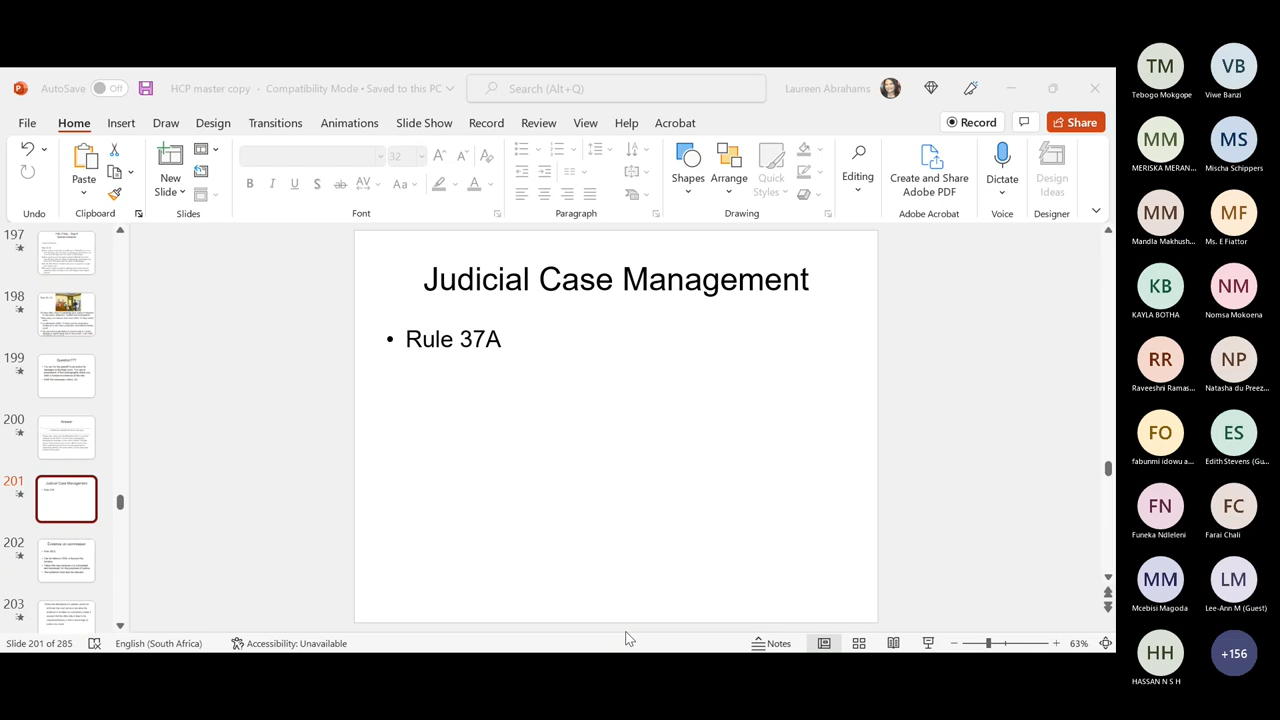 AutoSave Off HCP master copy - Compatibility Mode • Saved to this PC Search (Alt+Q) Laureen Abrahams
File Home Insert Draw Design Transitions Animations Slide Show Record Review View Help Acrobat Record Share
32
Paste New Slide Shapes Arrange Quick Styles Editing Create and Share Adobe PDF Dictate Design Ideas
Undo Clipboard Slides Font Paragraph Drawing Adobe Acrobat Voice Designer
197
198
199
200
201
202
203
Judicial Case Management
• Rule 37A
Slide 201 of 285 English (South Africa) Accessibility: Unavailable Notes 63%
TM VB
Tebogo Mokgope Viwe Banzi
MM MS
MERISKA MERAN... Mischa Schippers
MM MF
Mandla Makhush... Ms. E Fiattor
KB NM
KAYLA BOTHA Nomsa Mokoena
RR NP
Raveeshni Ramas... Natasha du Preez...
FO ES
fabunmi idowu a... Edith Stevens (Gu...
FN FC
Funeka Ndleleni Farai Chali
MM LM
Mcebisi Magoda Lee-Ann M (Guest)
HH +156
HASSAN N S H